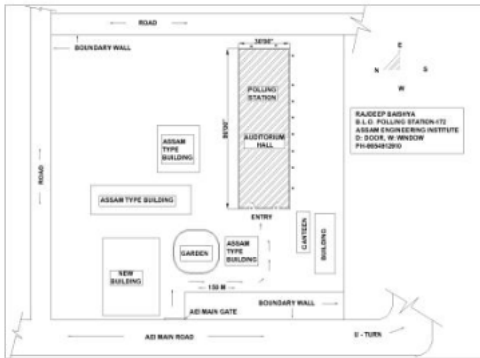 ROAD
BOUNDARY WALL
30'00"
E
N
S
W
POLLING
STATION
RAJDEEP BAISHYA
B.L.O. POLLING STATION-172
ASSAM ENGINEERING INSTITUTE
D: DOOR, W: WINDOW
AUDITORIUM
HALL
ASSAM
TYPE
BUILDING
ROAD
ASSAM TYPE BUILDING
ENTRY
CANTEEN
BUILDING
GARDEN
ASSAM
TYPE
BUILDING
NEW
BUILDING
150 M
BOUNDARY WALL
AEI MAIN GATE
AEI MAIN ROAD
U - TURN